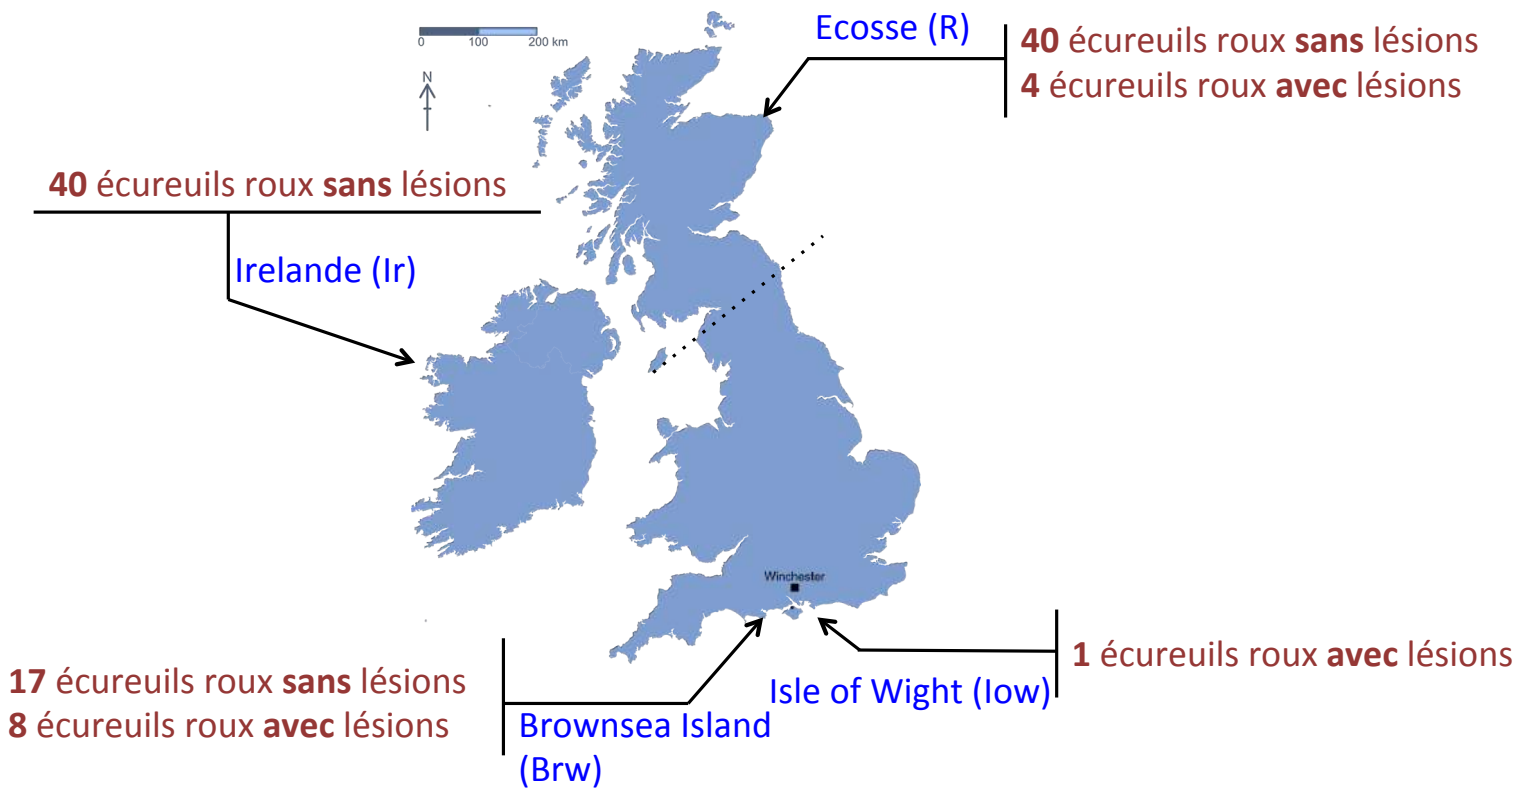 Ecosse (R)
40 écureuils roux sans lésions
4 écureuils roux avec lésions
0 100 200 km
N
40 écureuils roux sans lésions
Irelande (Ir)
Winchester
17 écureuils roux sans lésions
8 écureuils roux avec lésions
Brownsea Island
(Brw)
Isle of Wight (Iow)
1 écureuils roux avec lésions